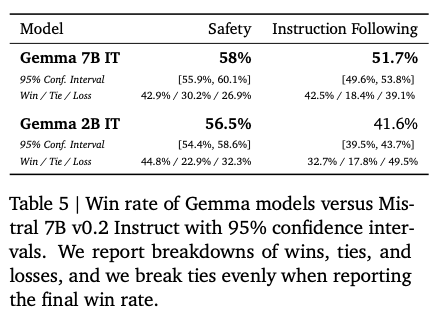 Model Safety Instruction Following
Gemma 7B IT 58% 51.7%
95% Conf. Interval [55.9%, 60.1%] [49.6%, 53.8%]
Win / Tie / Loss 42.9% / 30.2% / 26.9% 42.5% / 18.4% / 39.1%
Gemma 2B IT 56.5% 41.6%
95% Conf. Interval [54.4%, 58.6%] [39.5%, 43.7%]
Win / Tie / Loss 44.8% / 22.9% / 32.3% 32.7% / 17.8% / 49.5%
Table 5 | Win rate of Gemma models versus Mis-
tral 7B v0.2 Instruct with 95% confidence inter-
vals. We report breakdowns of wins, ties, and
losses, and we break ties evenly when reporting
the final win rate.